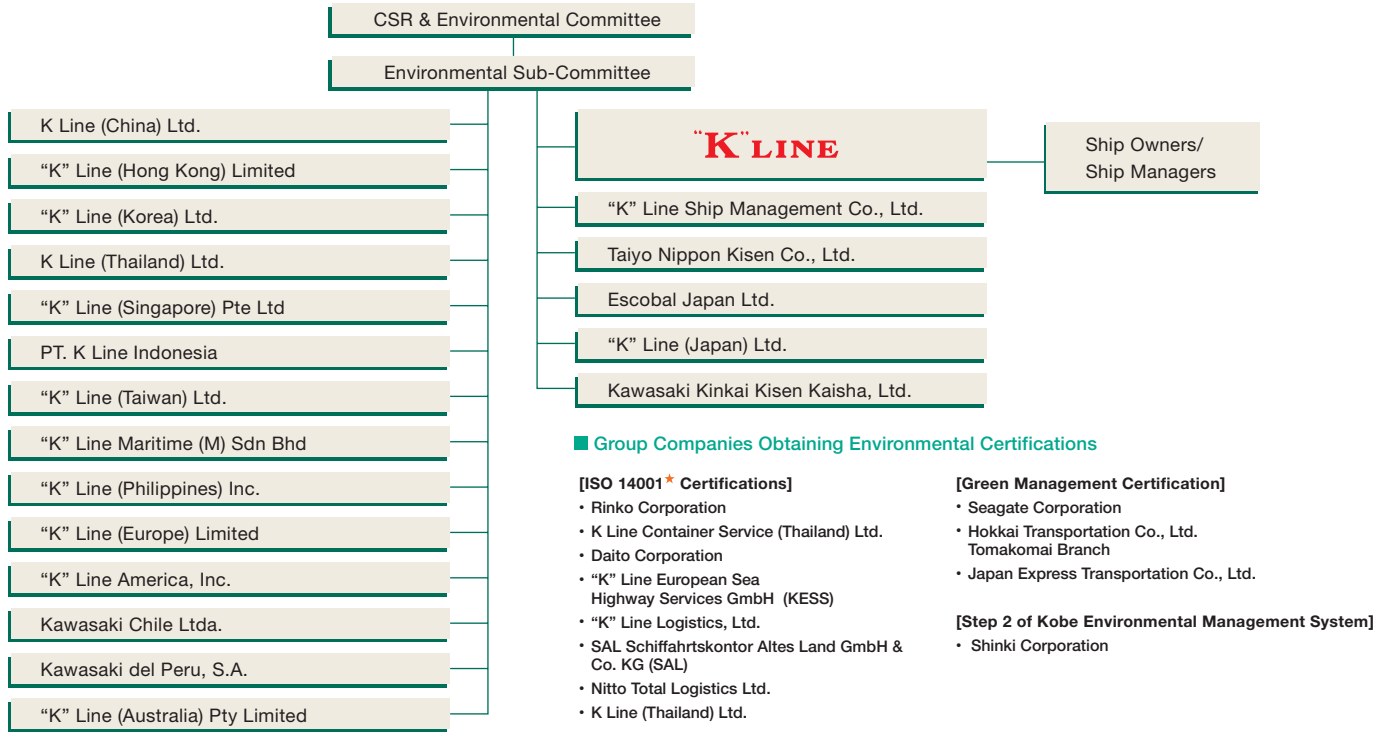 CSR & Environmental Committee
Environmental Sub-Committee
K Line (China) Ltd.
“K” Line (Hong Kong) Limited
“K” Line (Korea) Ltd.
K Line (Thailand) Ltd.
“K” Line (Singapore) Pte Ltd
PT. K Line Indonesia
“K” Line (Taiwan) Ltd.
“K” Line Maritime (M) Sdn Bhd
“K” Line (Philippines) Inc.
“K” Line (Europe) Limited
“K” Line America, Inc.
Kawasaki Chile Ltda.
Kawasaki del Peru, S.A.
“K” Line (Australia) Pty Limited
“K” LINE
“K” Line Ship Management Co., Ltd.
Taiyo Nippon Kisen Co., Ltd.
Escobal Japan Ltd.
“K” Line (Japan) Ltd.
Kawasaki Kinkai Kisen Kaisha, Ltd.
Ship Owners/
Ship Managers
■ Group Companies Obtaining Environmental Certifications
[ISO 14001★ Certifications]
・ Rinko Corporation
・ K Line Container Service (Thailand) Ltd.
・ Daito Corporation
・ “K” Line European Sea
Highway Services GmbH (KESS)
・ “K” Line Logistics, Ltd.
・ SAL Schiffahrtskontor Altes Land GmbH &
Co. KG (SAL)
・ Nitto Total Logistics Ltd.
・ K Line (Thailand) Ltd.
[Green Management Certification]
・ Seagate Corporation
・ Hokkai Transportation Co., Ltd.
Tomakomai Branch
・ Japan Express Transportation Co., Ltd.
[Step 2 of Kobe Environmental Management System]
・ Shinki Corporation